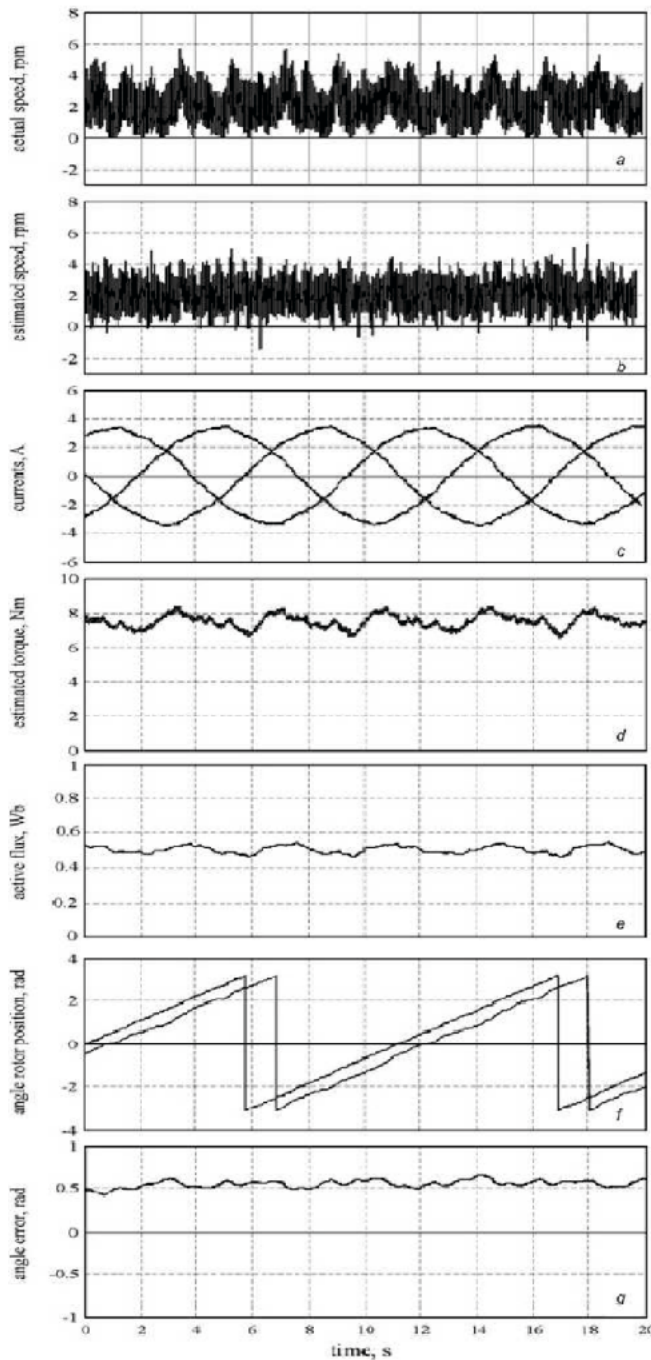 actual speed, rpm
8
6
4
2
0
-2
a
estimated speed, rpm
8
6
4
2
0
-2
b
currents, A
6
4
2
0
-2
-4
-6
c
estimated torque, Nm
10
8
6
4
2
0
d
active flux, Wb
1
0.8
0.6
0.4
0.2
0
e
angle rotor position, rad
4
2
0
-2
-4
f
angle error, rad
1
0.5
0
-0.5
-1
g
0 2 4 6 8 10 12 14 16 18 20
time, s